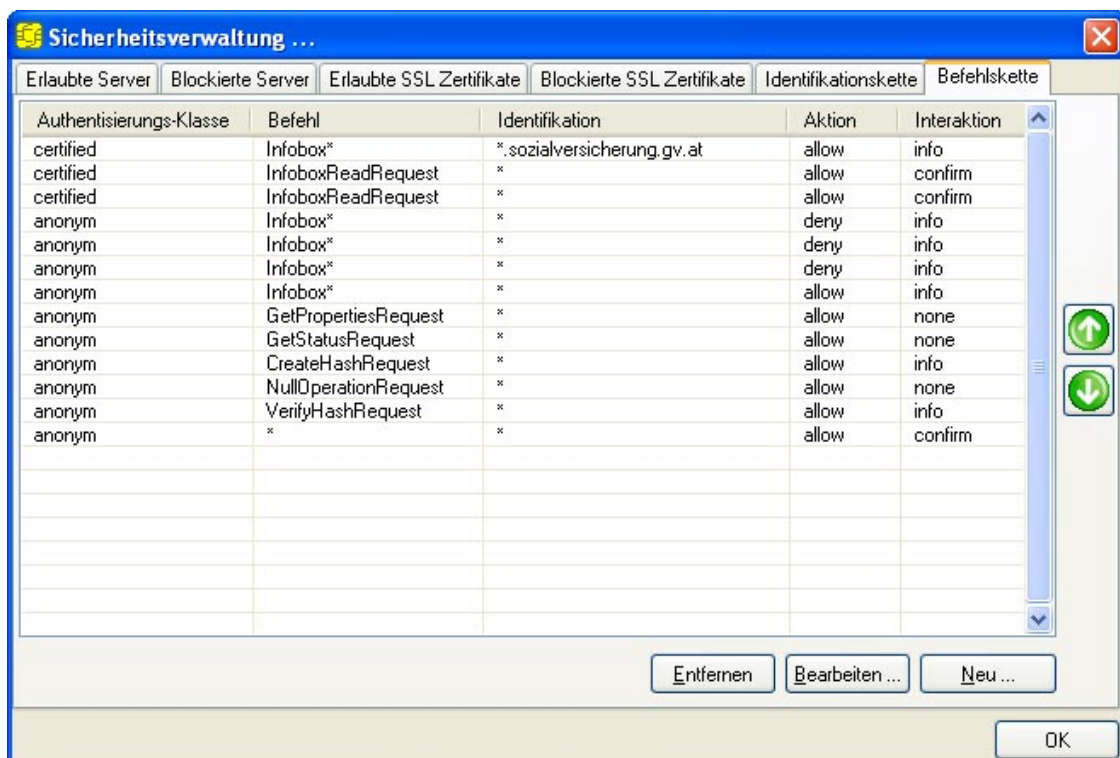 Sicherheitsverwaltung ...
Erlaubte Server Blockierte Server Erlaubte SSL Zertifikate Blockierte SSL Zertifikate Identifikationskette Befehlskette
Authentisierungs-Klasse Befehl Identifikation Aktion Interaktion
certified Infobox* *.sozialversicherung.gv.at allow info
certified InfoboxReadRequest * allow confirm
certified InfoboxReadRequest * allow confirm
anonym Infobox* * deny info
anonym Infobox* * deny info
anonym Infobox* * deny info
anonym Infobox* * allow info
anonym GetPropertiesRequest * allow none
anonym GetStatusRequest * allow none
anonym CreateHashRequest * allow info
anonym NullOperationRequest * allow none
anonym VerifyHashRequest * allow info
anonym * * allow confirm
Entfernen Bearbeiten ... Neu ...
OK